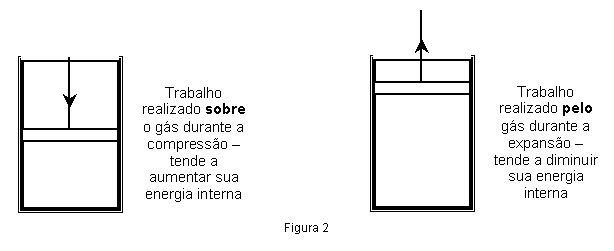 Trabalho
realizado sobre
o gás durante a
compressão –
tende a
aumentar sua
energia interna
Trabalho
realizado pelo
gás durante a
expansão –
tende a diminuir
sua energia
interna
Figura 2